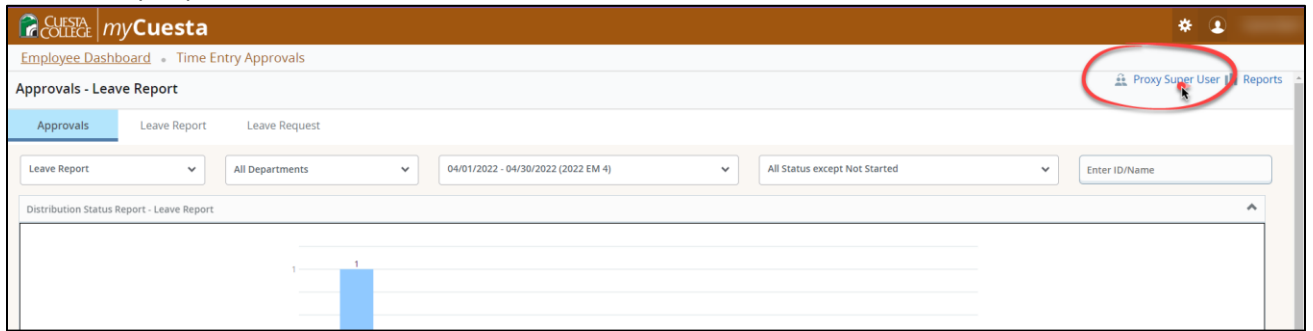 CUESTA COLLEGE myCuesta
Employee Dashboard • Time Entry Approvals
Approvals - Leave Report
Proxy Super User Reports
Approvals Leave Report Leave Request
Leave Report All Departments 04/01/2022 - 04/30/2022 (2022 EM 4) All Status except Not Started Enter ID/Name
Distribution Status Report - Leave Report
1
1